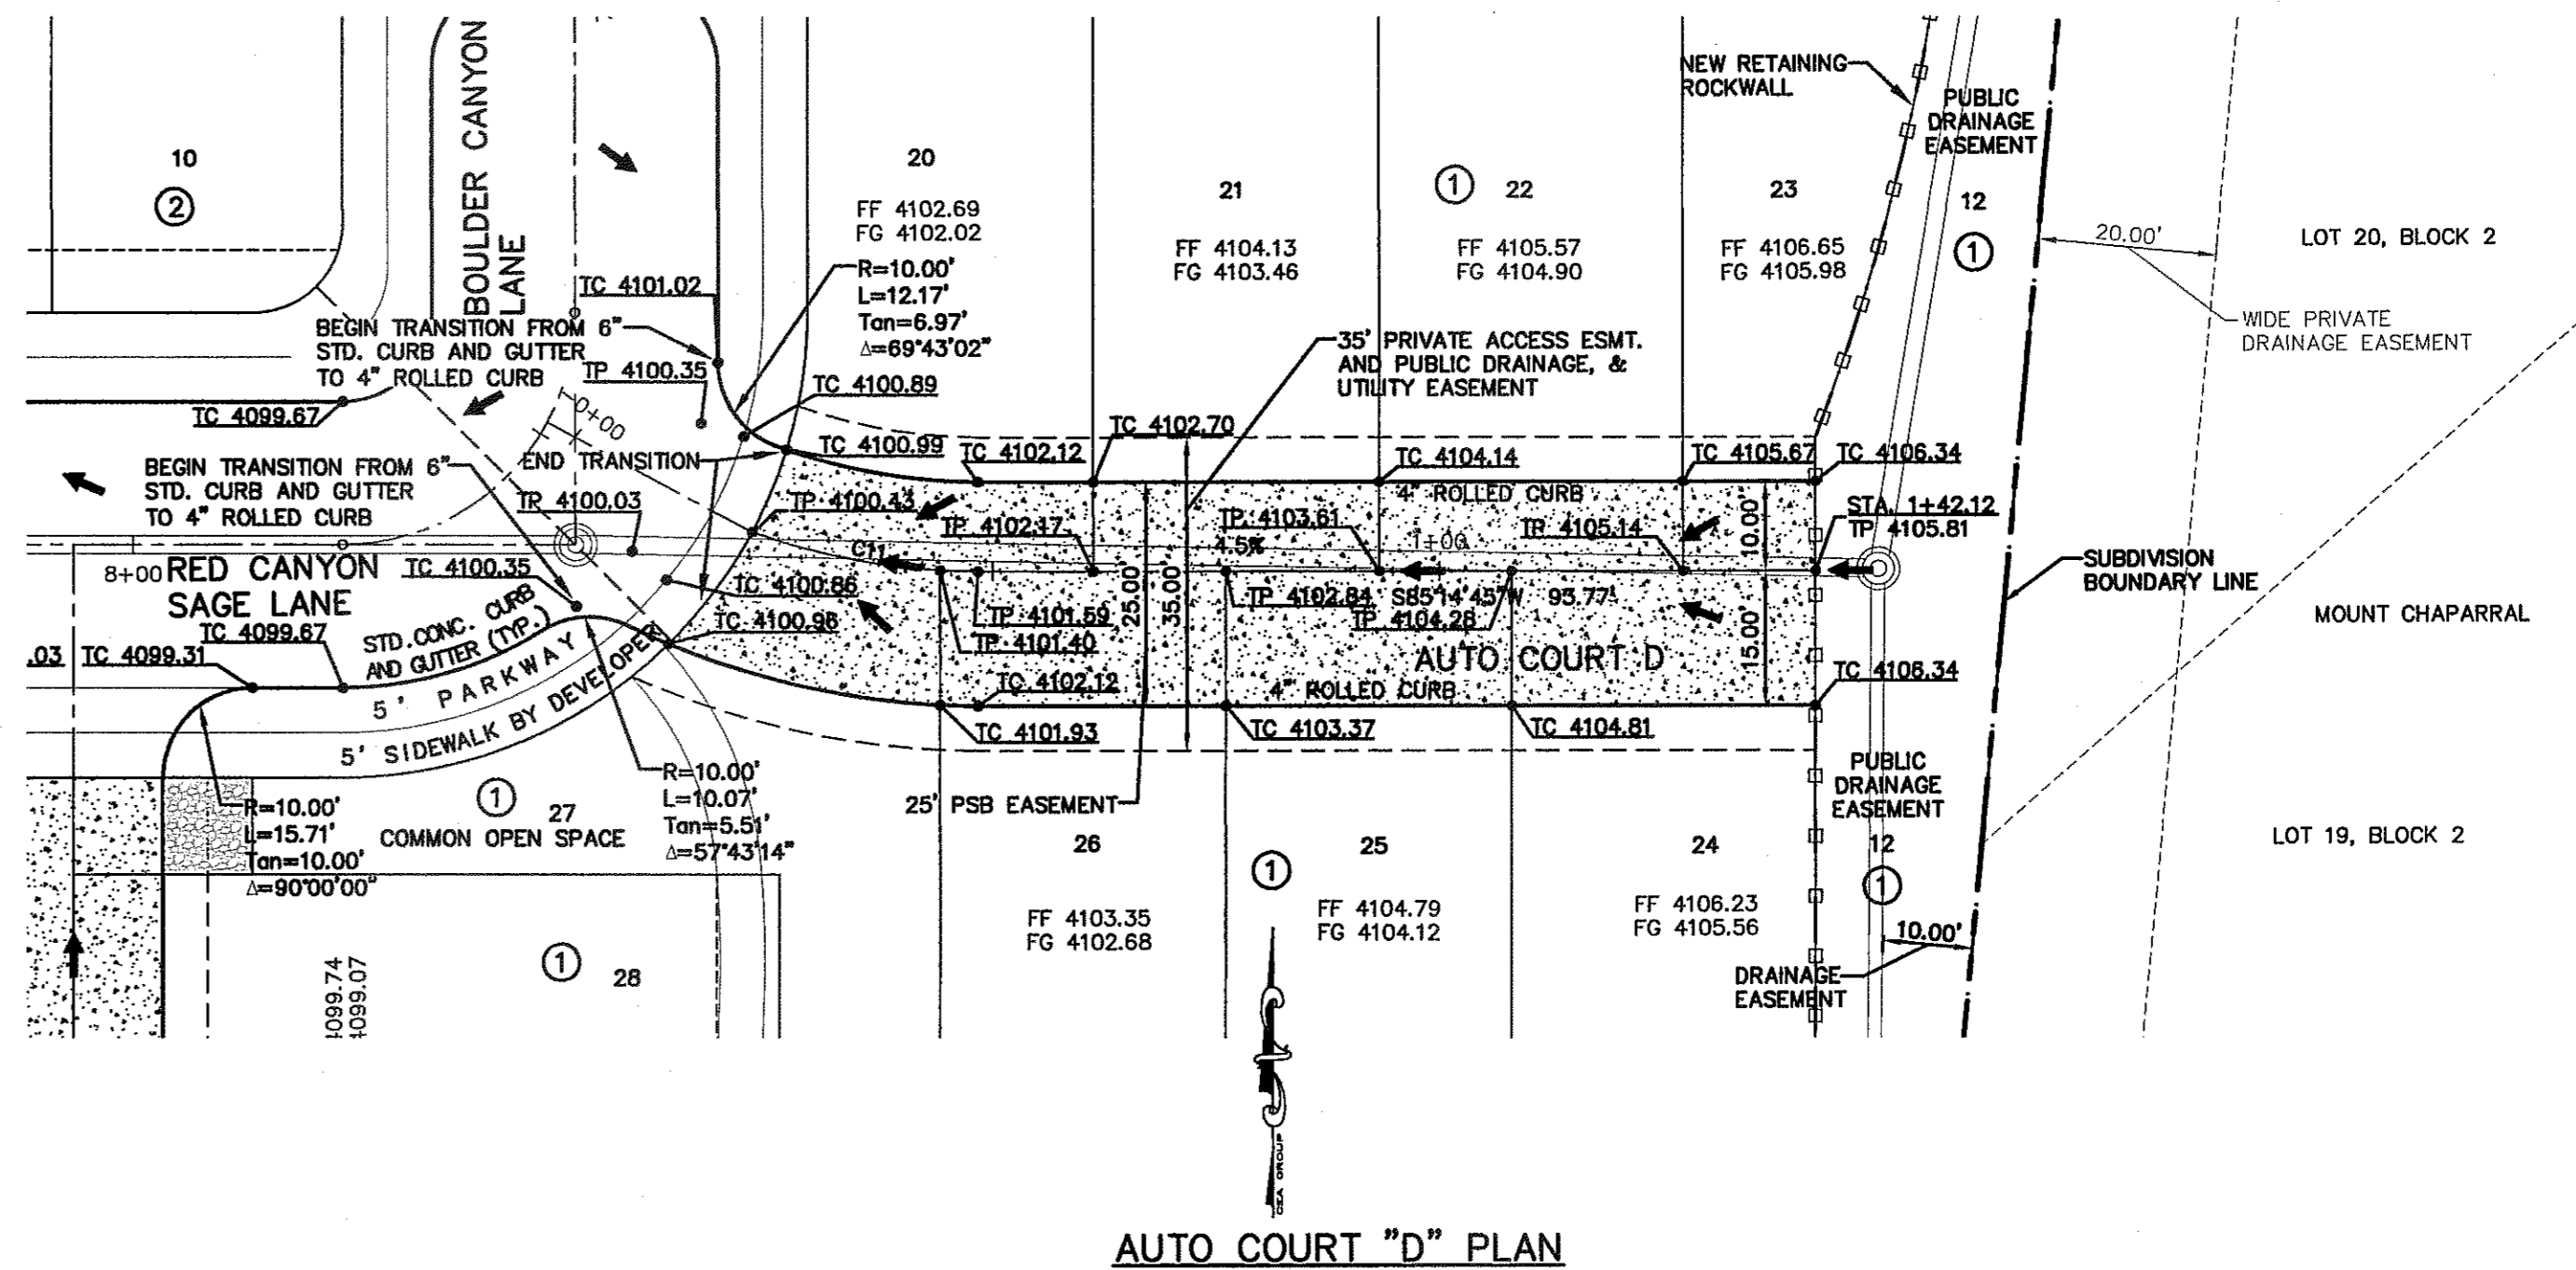 BOULDER CANYON
LANE
10
2
20
FF 4102.69
FG 4102.02
R=10.00'
L=12.17'
Tan=6.97'
Δ=69°43'02"
21
FF 4104.13
FG 4103.46
1
22
FF 4105.57
FG 4104.90
23
FF 4106.65
FG 4105.98
NEW RETAINING
ROCKWALL
PUBLIC
DRAINAGE
EASEMENT
12
1
20.00'
LOT 20, BLOCK 2
WIDE PRIVATE
DRAINAGE EASEMENT
TC 4101.02
BEGIN TRANSITION FROM 6"
STD. CURB AND GUTTER
TO 4" ROLLED CURB
TP 4100.35
TC 4100.89
TC 4099.67
0+00
35' PRIVATE ACCESS ESMT.
AND PUBLIC DRAINAGE, &
UTILITY EASEMENT
END TRANSITION
TC 4100.99
TC 4102.12
TC 4102.70
TC 4104.14
TC 4105.67
TC 4106.34
BEGIN TRANSITION FROM 6"
STD. CURB AND GUTTER
TO 4" ROLLED CURB
4" ROLLED CURB
TP 4100.03
TP 4100.43
TP 4102.17
TP 4103.61
4.5%
1+00
TP 4105.14
10.00'
STA. 1+42.12
TP 4105.81
C11
8+00
RED CANYON
SAGE LANE
TC 4100.35
TC 4100.86
TP 4101.59
TP 4101.40
25.00'
35.00'
TP 4102.84
S85°14'45"W 93.77'
TP 4104.28
15.00'
SUBDIVISION
BOUNDARY LINE
MOUNT CHAPARRAL
STD.CONC. CURB
AND GUTTER (TYP.)
TC 4099.67
TC 4100.96
.03
TC 4099.31
5' PARKWAY
5' SIDEWALK BY DEVELOPER
AUTO COURT D
TC 4102.12
4" ROLLED CURB
TC 4106.34
TC 4101.93
TC 4103.37
TC 4104.81
R=10.00'
L=15.71'
Tan=10.00'
Δ=90°00'00"
1
27
COMMON OPEN SPACE
R=10.00'
L=10.07'
Tan=5.51'
Δ=57°43'14"
25' PSB EASEMENT
PUBLIC
DRAINAGE
EASEMENT
12
1
LOT 19, BLOCK 2
26
FF 4103.35
FG 4102.68
1
25
FF 4104.79
FG 4104.12
24
FF 4106.23
FG 4105.56
10.00'
DRAINAGE
EASEMENT
1
28
4099.74
4099.07
CEA GROUP
AUTO COURT "D" PLAN